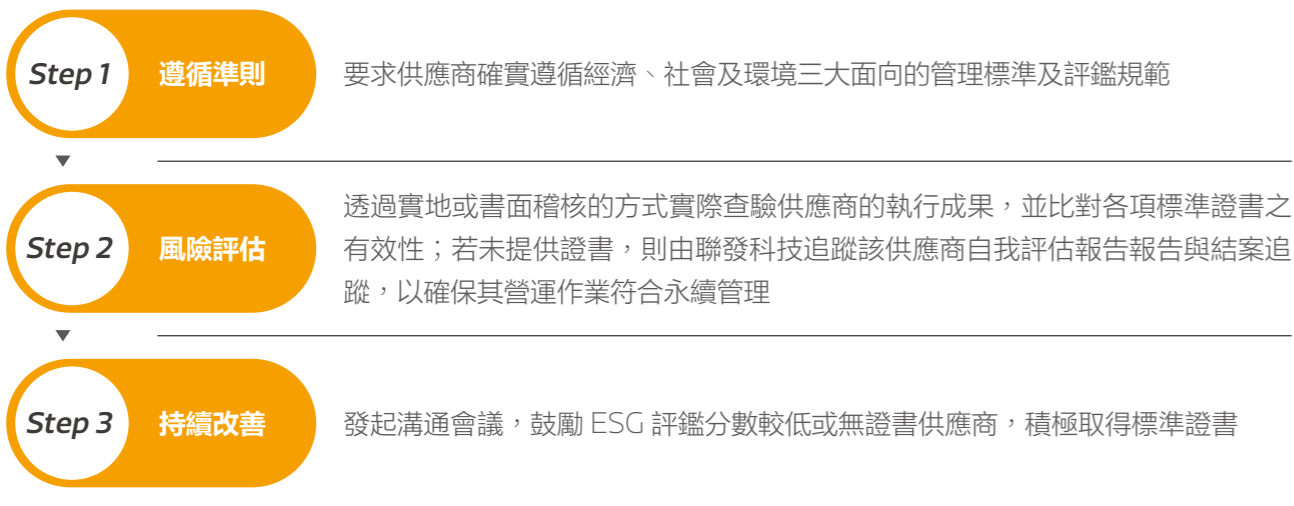 Step 1 遵循準則 要求供應商確實遵循經濟、社會及環境三大面向的管理標準及評鑑規範
透過實地或書面稽核的方式實際查驗供應商的執行成果,並比對各項標準證書之
Step 2 風險評估 有效性;若未提供證書,則由聯發科技追蹤該供應商自我評估報告報告與結案追
蹤,以確保其營運作業符合永續管理
Step 3 持續改善 發起溝通會議,鼓勵 ESG 評鑑分數較低或無證書供應商,積極取得標準證書